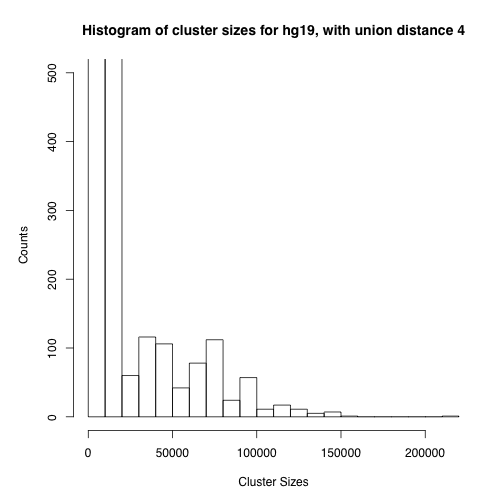 Histogram of cluster sizes for hg19, with union distance 4
500
400
300
200
100
0
Counts
0 50000 100000 150000 200000
Cluster Sizes